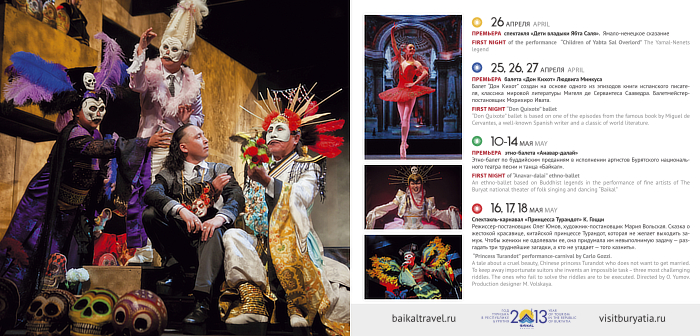 26 АПРЕЛЯ APRIL
ПРЕМЬЕРА спектакля «Дети владыки Ябта Саля». Ямало-ненецкое сказание
FIRST NIGHT of the performance "Children of Yabta Sal Overlord" The Yamal-Nenets
legend
25, 26, 27 АПРЕЛЯ APRIL
ПРЕМЬЕРА балета «Дон Кихот» Людвига Минкуса
Балет "Дон Кихот" создан на основе одного из эпизодов книги испанского писате-
ля, классика мировой литературы Мигеля де Сервантеса Сааведра. Балетмейстер-
постановщик Морихиро Ивата.
FIRST NIGHT "Don Quixote" ballet
"Don Quixote" ballet is based on one of the episodes from the famous book by Miguel de
Cervantes, a well-known Spanish writer and a classic of world literature.
10-14 МАЯ MAY
ПРЕМЬЕРА этно-балета «Анавар-далай»
Этно-балет по буддийским преданиям в исполнении артистов Бурятского национально-
ного театра песни и танца «Байкал».
FIRST NIGHT of "Anavar-dalai" ethno-ballet
An ethno-ballet based on Buddhist legends in the performance of fine artists of The
Buryat national theater of folk singing and dancing "Baikal"
16, 17, 18 МАЯ MAY
Спектакль-карнавал «Принцесса Турандот» К. Гоцци
Режиссер-постановщик Олег Юмов, художник-постановщик Мария Вольская. Сказка о
жестокой красавице, китайской принцессе Турандот, которая не желает выходить за-
муж. Чтобы женихи не одолевали ее, она придумала им невыполнимую задачу — раз-
гадать три труднейшие загадки, а кто не угадает — того «казнить».
"Princess Turandot" performance-carnival by Carlo Gozzi.
A tale about a cruel beauty, Chinese princess Turandot who does not want to get married.
To keep away importunate suitors she invents an impossible task – three most challenging
riddles. The ones who fail to solve the riddles are to be executed. Directed by O. Yumov.
Production designer M. Volskaya.
baikaltravel.ru
ГОД
ТУРИЗМА
В РЕСПУБЛИКЕ
БУРЯТИЯ
2013
BAIKAL
YEAR
OF TOURISM
IN THE REPUBLIC
OF BURYATIA
visitburyatia.ru